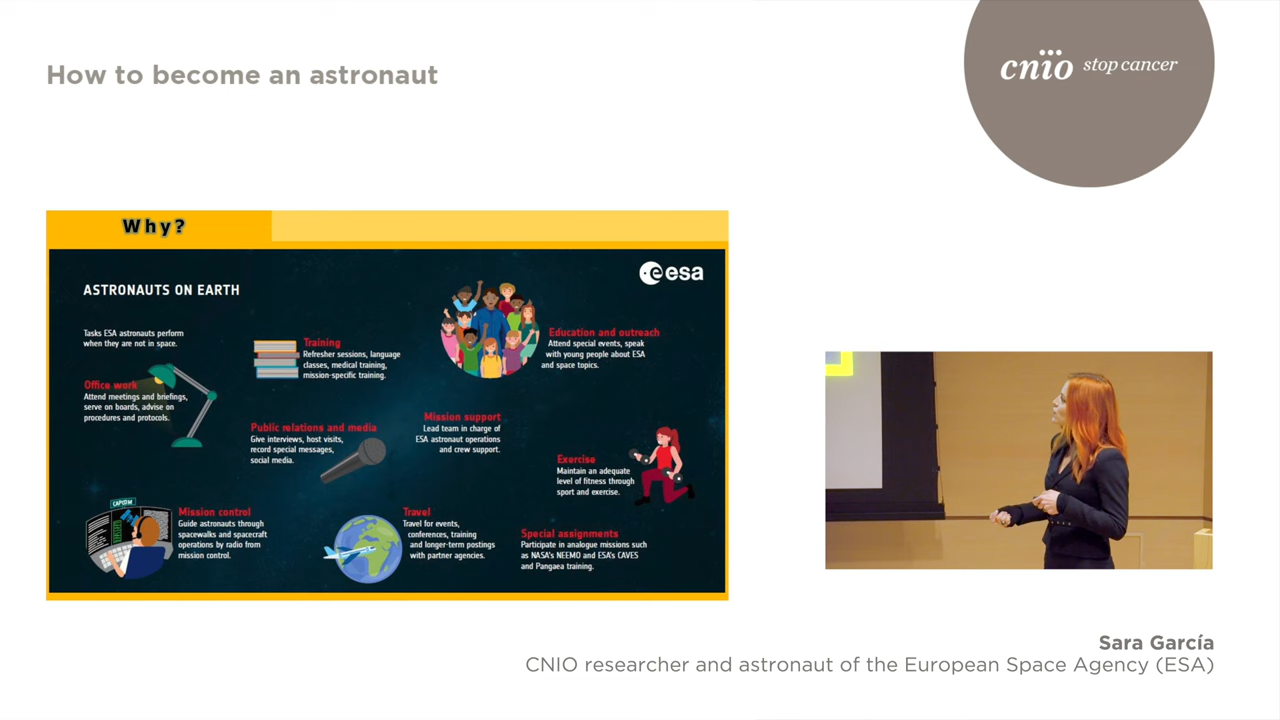 How to become an astronaut
cnio stop cancer
Why?
esa
ASTRONAUTS ON EARTH
Tasks ESA astronauts perform
when they are not in space.
Office work
Attend meetings and briefings,
serve on boards, advise on
procedures and protocols.
Training
Refresher sessions, language
classes, medical training,
mission-specific training.
Education and outreach
Attend special events, speak
with young people about ESA
and space topics.
Public relations and media
Give interviews, host visits,
record special messages,
social media.
Mission support
Lead team in charge of
ESA astronaut operations
and crew support.
Exercise
Maintain an adequate
level of fitness through
sport and exercise.
CAPCOM
Mission control
Guide astronauts through
spacewalks and spacecraft
operations by radio from
mission control.
Travel
Travel for events,
conferences, training
and longer-term postings
with partner agencies.
Special assignments
Participate in analogue missions such
as NASA's NEEMO and ESA's CAVES
and Pangaea training.
Sara García
CNIO researcher and astronaut of the European Space Agency (ESA)